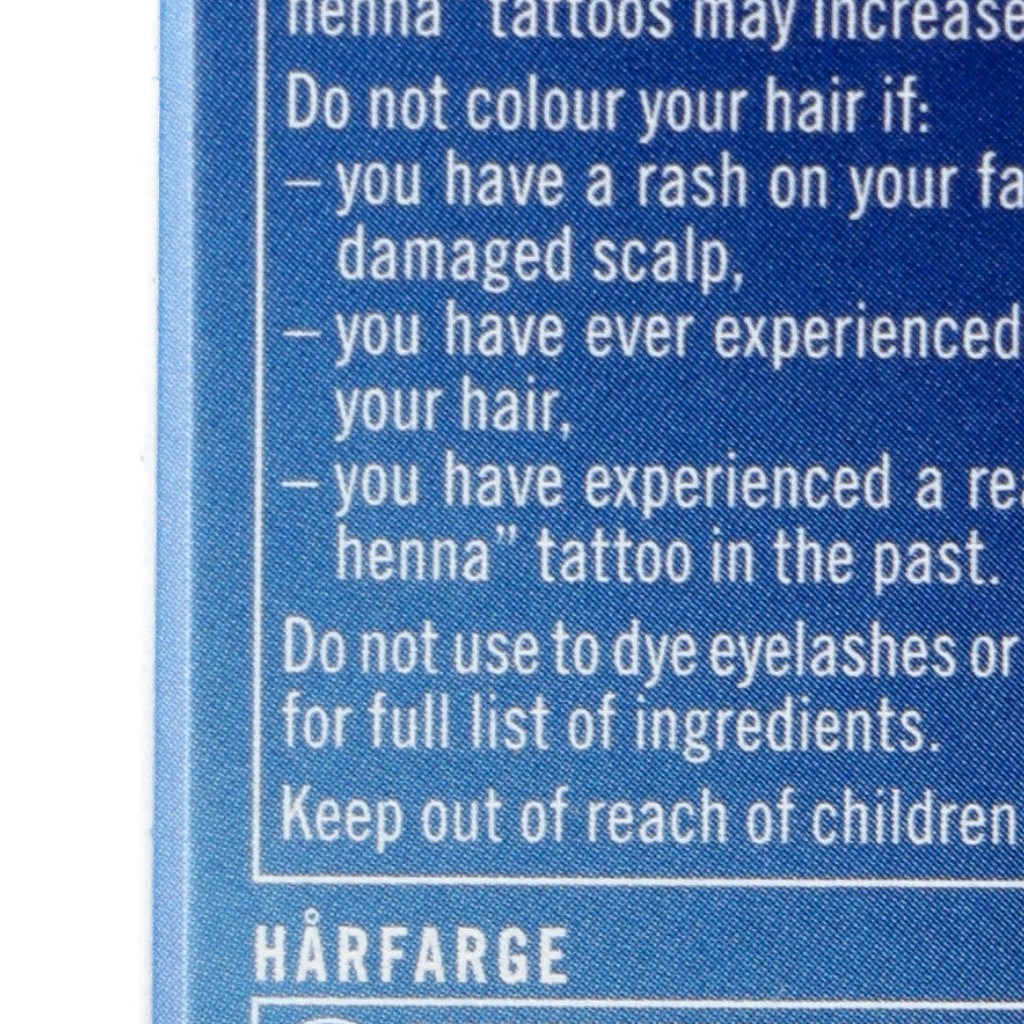 henna” tattoos may increase
Do not colour your hair if:
– you have a rash on your fa
damaged scalp,
– you have ever experienced
your hair,
– you have experienced a rea
henna” tattoo in the past.
Do not use to dye eyelashes or
for full list of ingredients.
Keep out of reach of children
HÅRFARGE